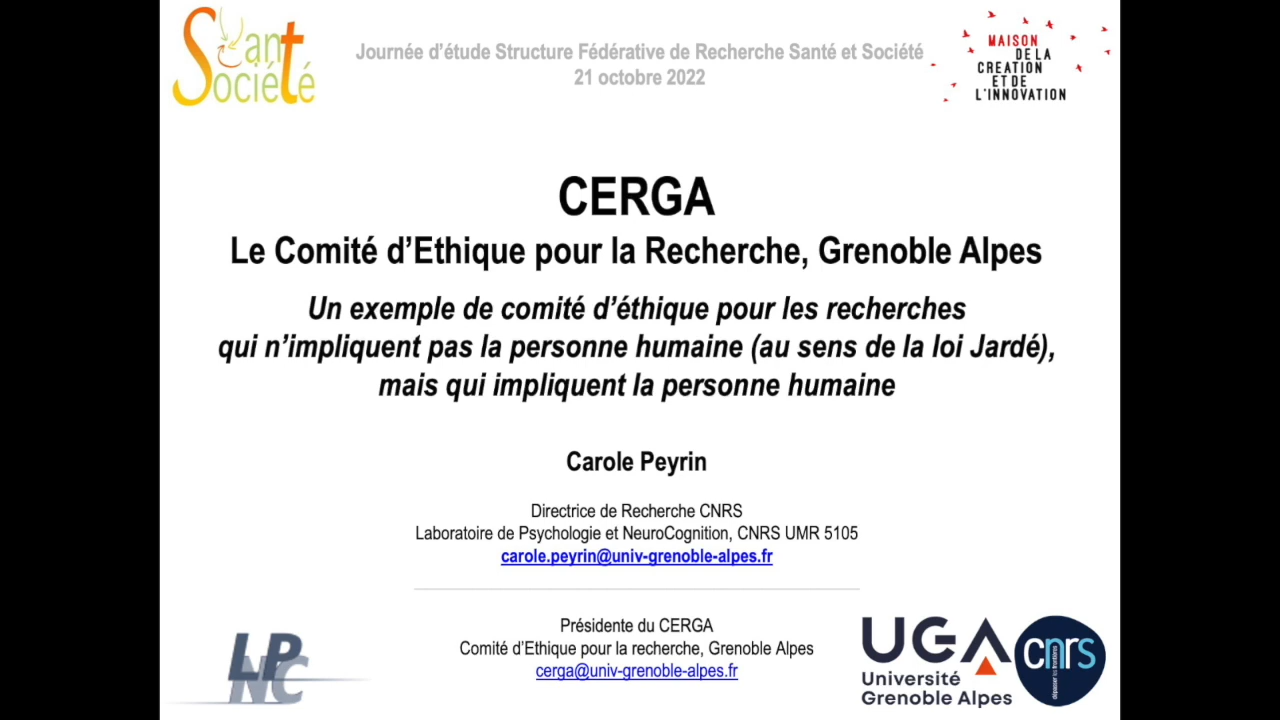 Santé
Société
Journée d'étude Structure Fédérative de Recherche Santé et Société
21 octobre 2022
MAISON
DE LA
CREATION
ET DE
L'INNOVATION
CERGA
Le Comité d'Ethique pour la Recherche, Grenoble Alpes
Un exemple de comité d'éthique pour les recherches
qui n'impliquent pas la personne humaine (au sens de la loi Jardé),
mais qui impliquent la personne humaine
Carole Peyrin
Directrice de Recherche CNRS
Laboratoire de Psychologie et NeuroCognition, CNRS UMR 5105
carole.peyrin@univ-grenoble-alpes.fr
Présidente du CERGA
Comité d'Ethique pour la recherche, Grenoble Alpes
cerga@univ-grenoble-alpes.fr
LP
NC
UGA
Université
Grenoble Alpes
cnrs
dépasser les frontières